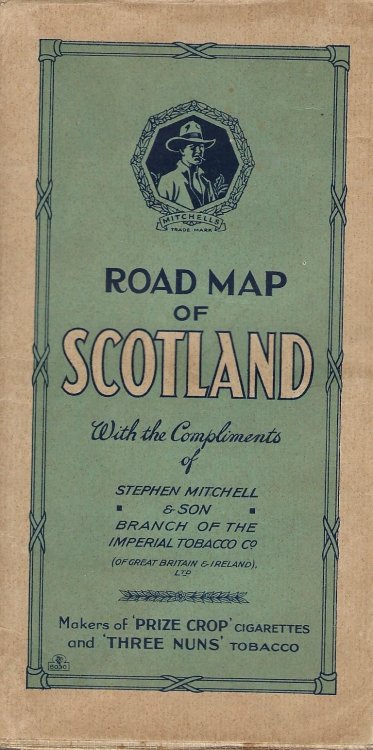 MITCHELLS
TRADE MARK
ROAD MAP
OF
SCOTLAND
With the Compliments
of
STEPHEN MITCHELL
& SON
BRANCH OF THE
IMPERIAL TOBACCO Co
(OF GREAT BRITAIN & IRELAND),
LTD
Makers of 'PRIZE CROP' CIGARETTES
and 'THREE NUNS' TOBACCO